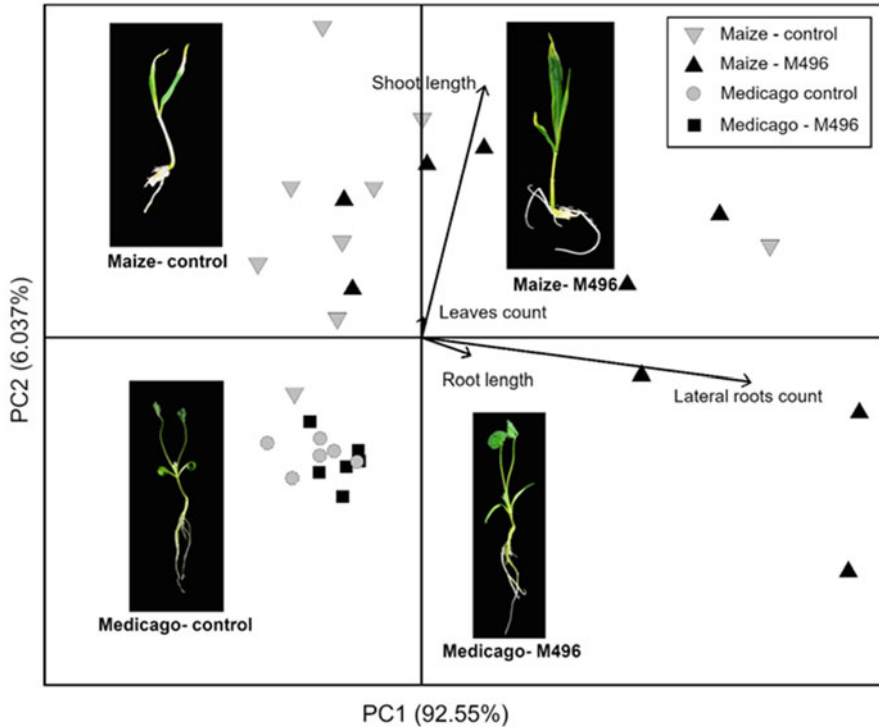 Maize - control
Maize - M496
Medicago control
Medicago - M496
Shoot length
Maize- control
Maize- M496
Leaves count
Root length
Lateral roots count
Medicago- control
Medicago- M496
PC2 (6.037%)
PC1 (92.55%)